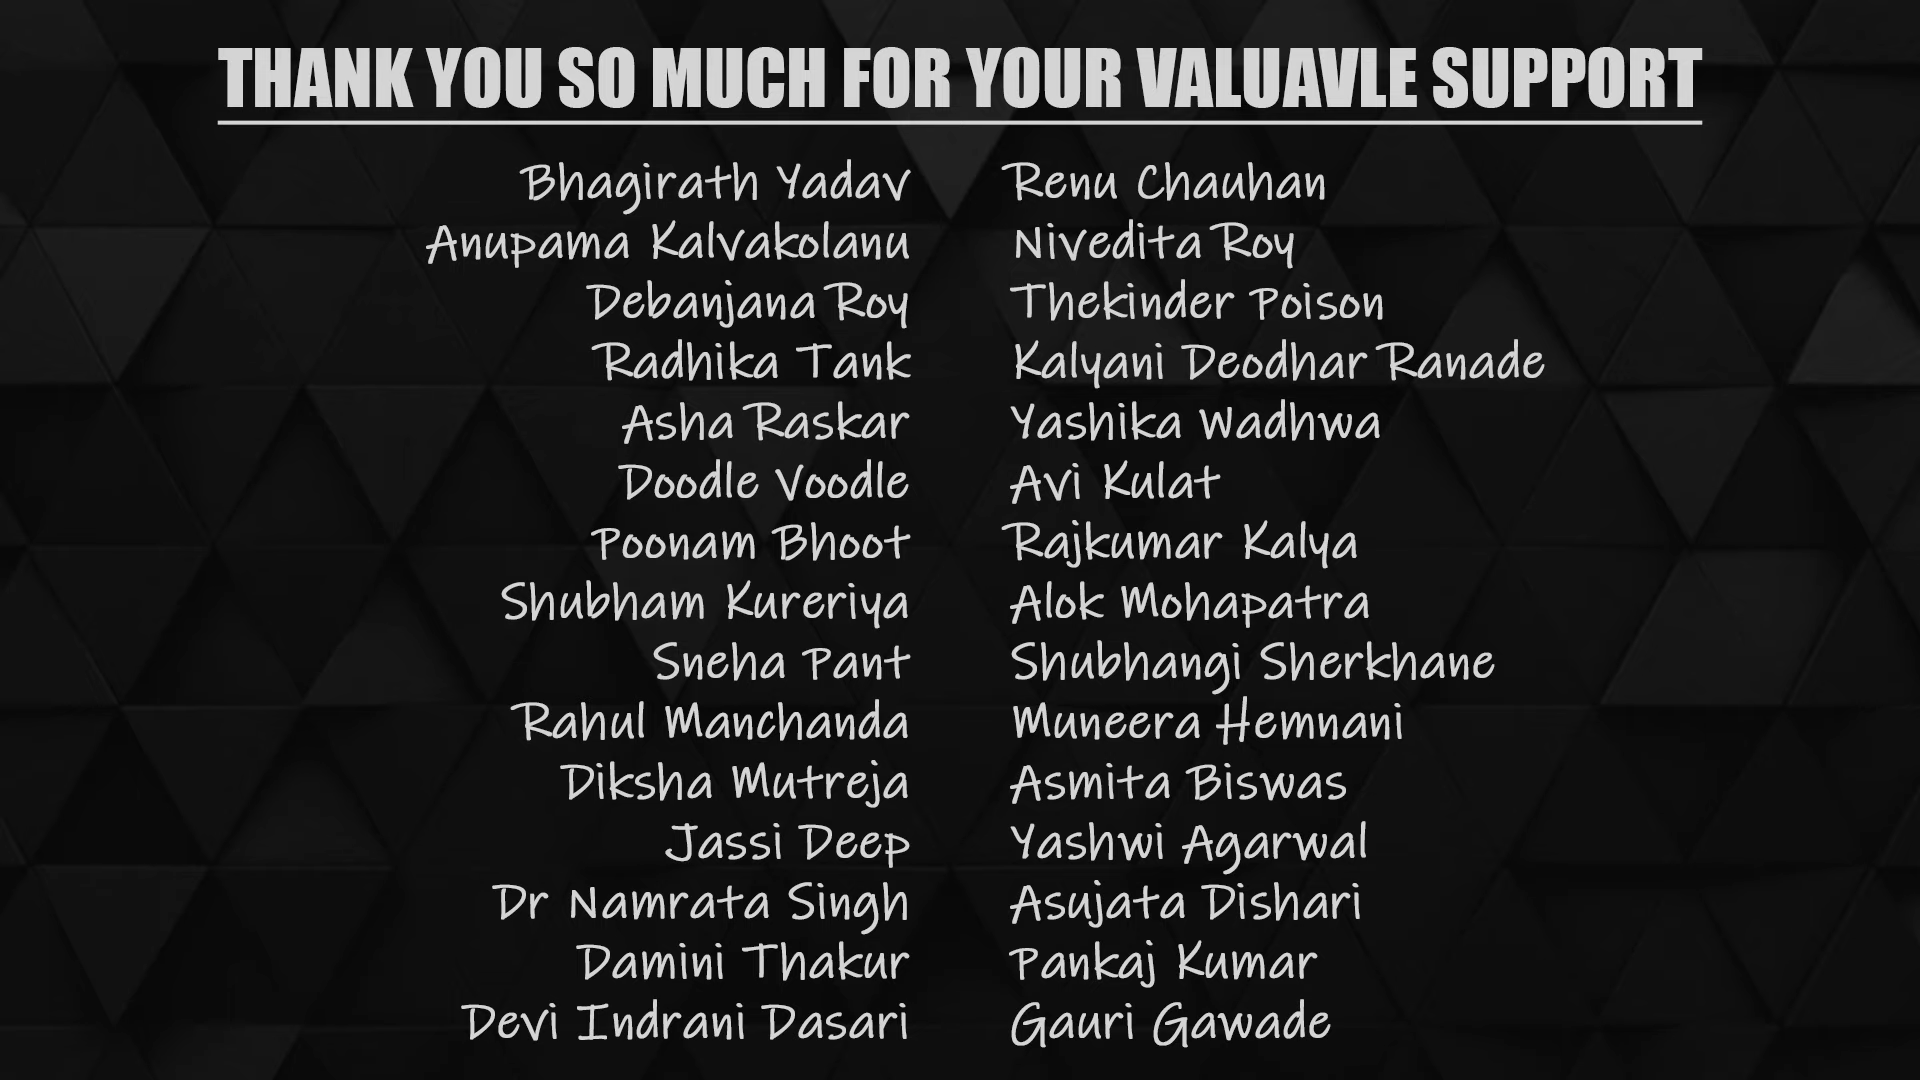 THANK YOU SO MUCH FOR YOUR VALUAVLE SUPPORT
Bhagirath Yadav
Anupama Kalvakolanu
Debanjana Roy
Radhika Tank
Asha Raskar
Doodle Voodle
Poonam Bhoot
Shubham Kureriya
Sneha Pant
Rahul Manchanda
Diksha Mutreja
Jassi Deep
Dr Namrata Singh
Damini Thakur
Devi Indrani Dasari
Renu Chauhan
Nivedita Roy
Thekinder Poison
Kalyani Deodhar Ranade
Yashika Wadhwa
Avi Kulat
Rajkumar Kalya
Alok Mohapatra
Shubhangi Sherkhane
Muneera Hemnani
Asmita Biswas
Yashwi Agarwal
Asujata Dishari
Pankaj Kumar
Gauri Gawade